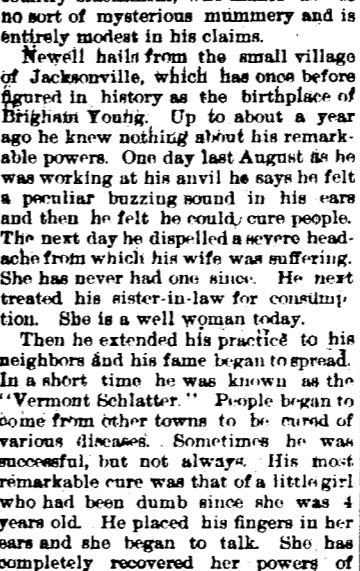 no sort of mysterious mummery and is
entirely modest in his claims.
Newell hails from the small village
of Jacksonville, which has once before
figured in history as the birthplace of
Brigham Young. Up to about a year
ago he knew nothing about his remark-
able powers. One day last August as he
was working at his anvil he says he felt
a peculiar buzzing sound in his ears
and then he felt he could cure people.
The next day he dispelled a severe head-
ache from which his wife was suffering.
She has never had one since. He next
treated his sister-in-law for consump
tion. She is a well woman today.
Then he extended his practice to his
neighbors and his fame began to spread.
In a short time he was known as the
"Vermont Schlatter." People began to
come from other towns to be cured of
various diseases. Sometimes he was
successful, but not always. His most
remarkable cure was that of a little girl
who had been dumb since she was 4
years old. He placed his fingers in her
ears and she began to talk. She has
completely recovered her powers of